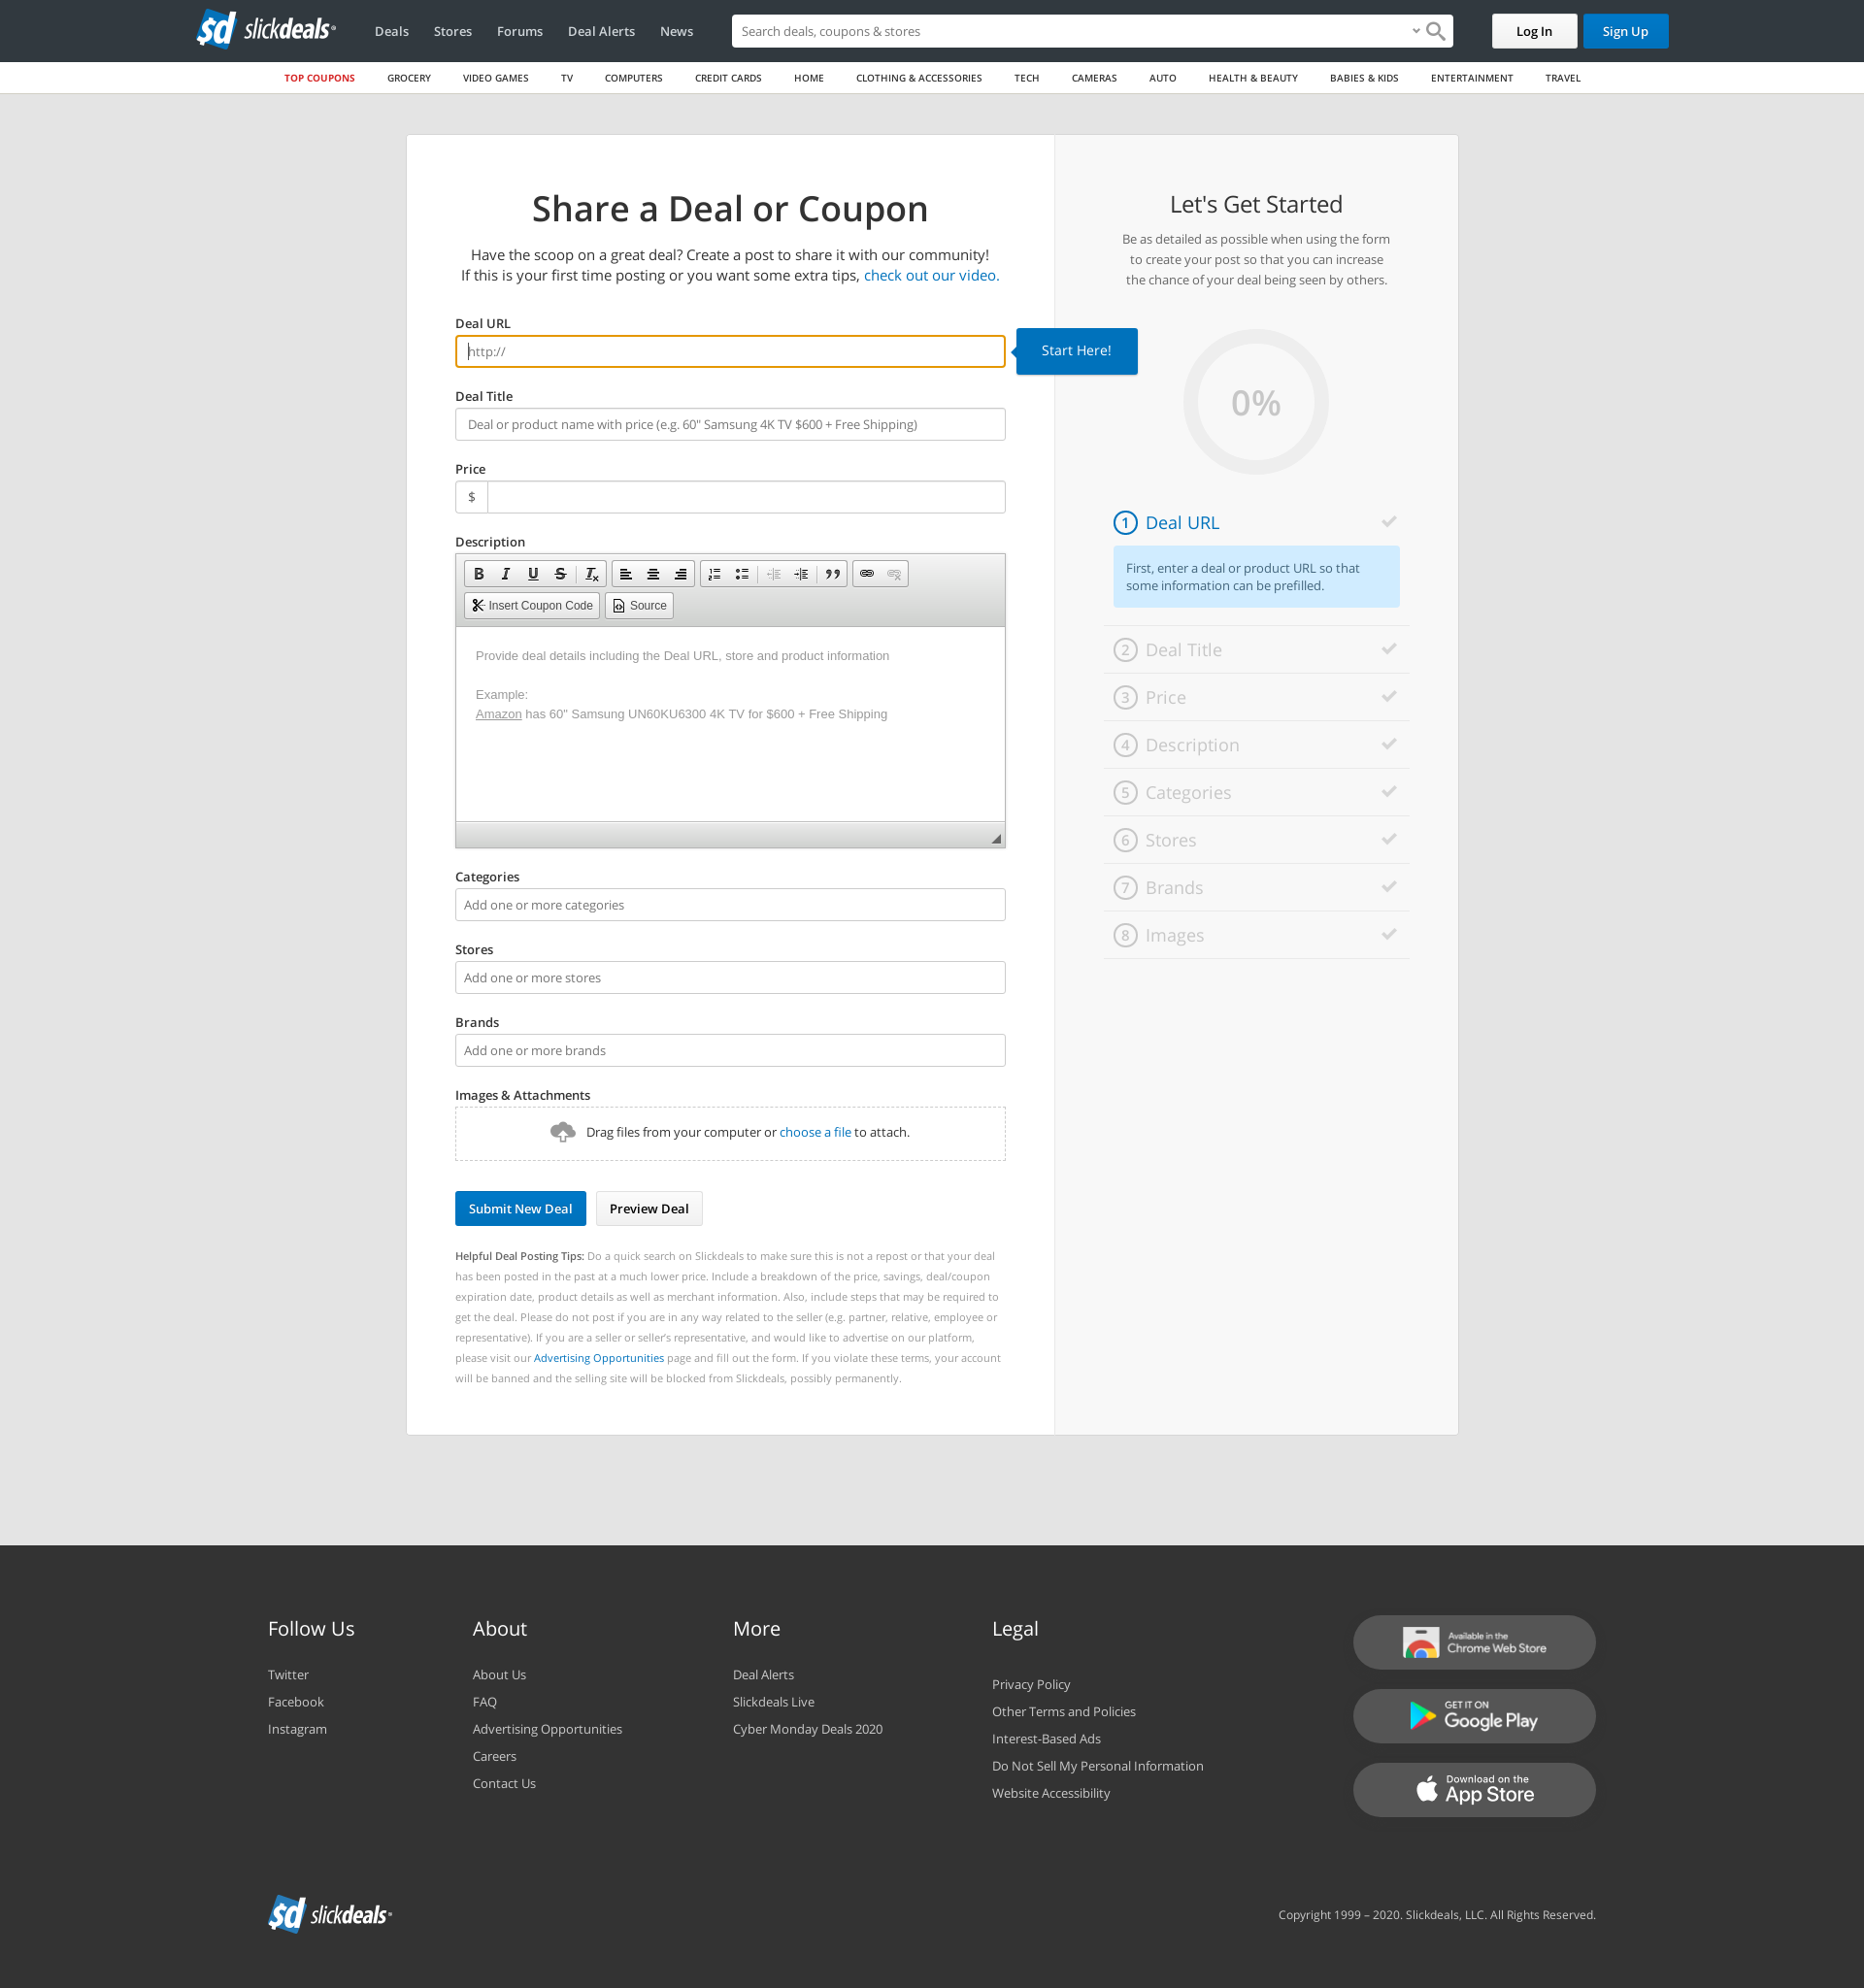 $d slickdeals
Deals Stores Forums Deal Alerts News
Search deals, coupons & stores
Log In
Sign Up
TOP COUPONS GROCERY VIDEO GAMES TV COMPUTERS CREDIT CARDS HOME CLOTHING & ACCESSORIES TECH CAMERAS AUTO HEALTH & BEAUTY BABIES & KIDS ENTERTAINMENT TRAVEL
Share a Deal or Coupon
Have the scoop on a great deal? Create a post to share it with our community!
If this is your first time posting or you want some extra tips, check out our video.
Deal URL
http://
Start Here!
Deal Title
Deal or product name with price (e.g. 60" Samsung 4K TV $600 + Free Shipping)
Price
$
Description
B I U S Tx
Insert Coupon Code
Source
Provide deal details including the Deal URL, store and product information
Example:
Amazon has 60" Samsung UN60KU6300 4K TV for $600 + Free Shipping
Categories
Add one or more categories
Stores
Add one or more stores
Brands
Add one or more brands
Images & Attachments
Drag files from your computer or choose a file to attach.
Submit New Deal
Preview Deal
Helpful Deal Posting Tips: Do a quick search on Slickdeals to make sure this is not a repost or that your deal
has been posted in the past at a much lower price. Include a breakdown of the price, savings, deal/coupon
expiration date, product details as well as merchant information. Also, include steps that may be required to
get the deal. Please do not post if you are in any way related to the seller (e.g. partner, relative, employee or
representative). If you are a seller or seller's representative, and would like to advertise on our platform,
please visit our Advertising Opportunities page and fill out the form. If you violate these terms, your account
will be banned and the selling site will be blocked from Slickdeals, possibly permanently.
Let's Get Started
Be as detailed as possible when using the form
to create your post so that you can increase
the chance of your deal being seen by others.
0%
1 Deal URL
First, enter a deal or product URL so that
some information can be prefilled.
2 Deal Title
3 Price
4 Description
5 Categories
6 Stores
7 Brands
8 Images
Follow Us
Twitter
Facebook
Instagram
About
About Us
FAQ
Advertising Opportunities
Careers
Contact Us
More
Deal Alerts
Slickdeals Live
Cyber Monday Deals 2020
Legal
Privacy Policy
Other Terms and Policies
Interest-Based Ads
Do Not Sell My Personal Information
Website Accessibility
Available in the
Chrome Web Store
GET IT ON
Google Play
Download on the
App Store
$d slickdeals
Copyright 1999 – 2020. Slickdeals, LLC. All Rights Reserved.